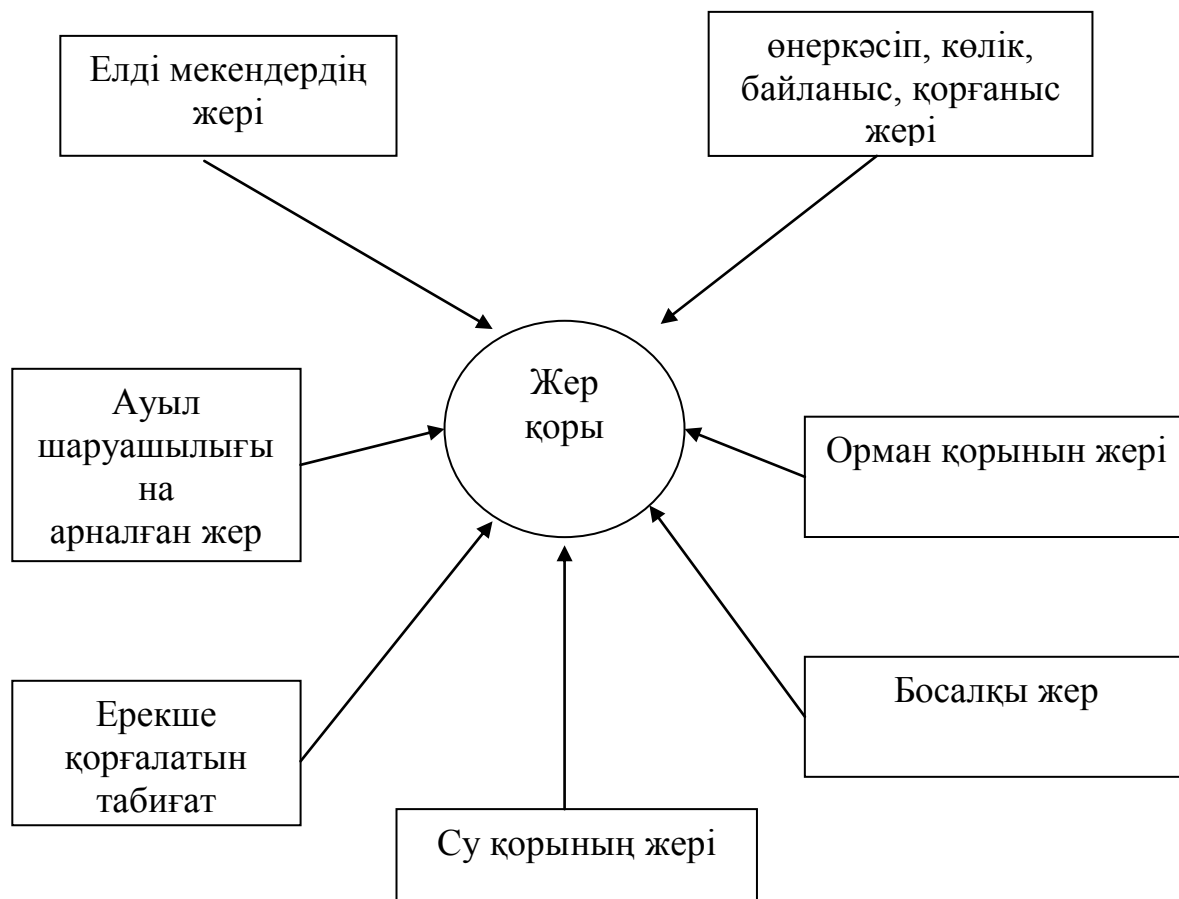 Елді мекендердің
жері
өнеркәсіп, көлік,
байланыс, қорғаныс
жері
Жер
қоры
Ауыл
шаруашылығы
на
арналған жер
Орман қорынын жері
Ерекше
қорғалатын
табиғат
Босалқы жер
Су қорының жері